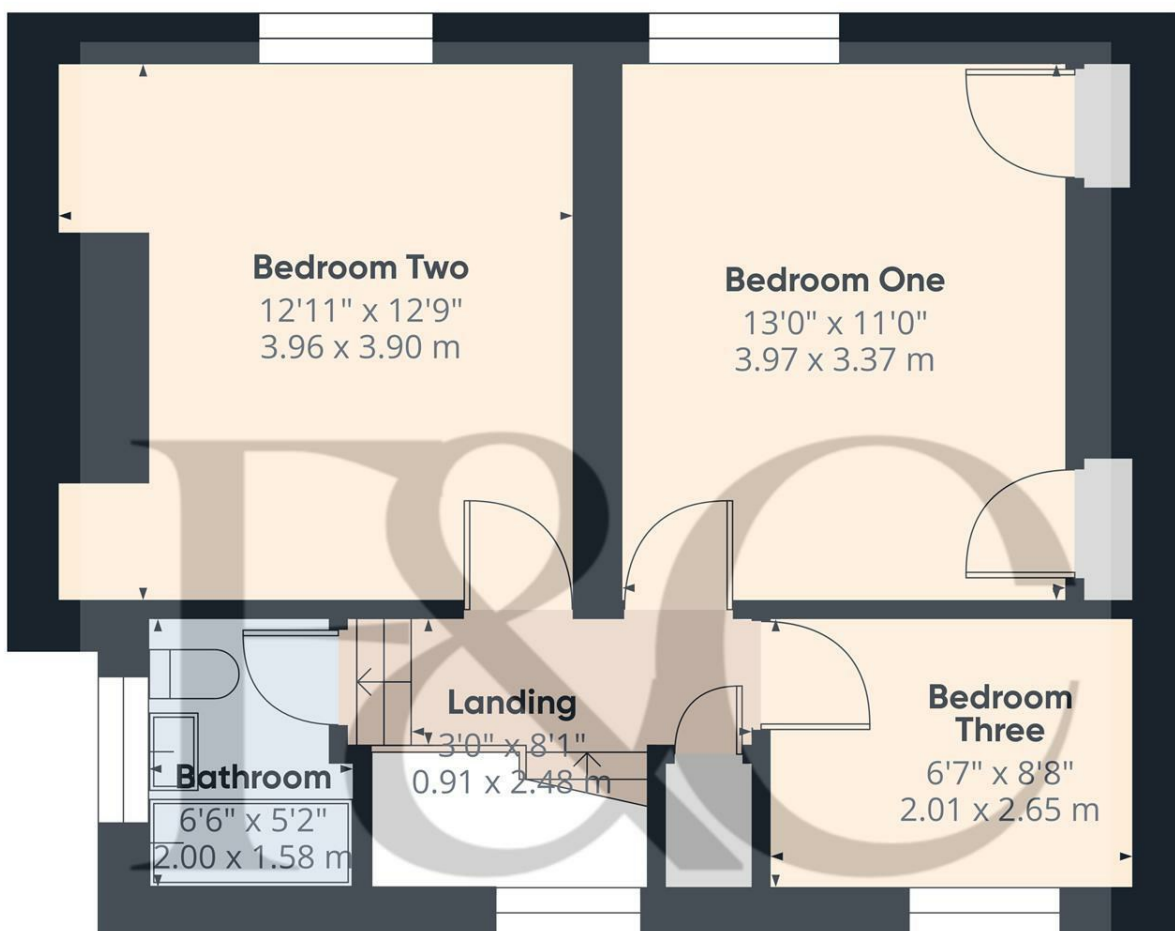 Bedroom Two
12'11" x 12'9"
3.96 x 3.90 m
Bedroom One
13'0" x 11'0"
3.97 x 3.37 m
Landing
3'0" x 8'1"
0.91 x 2.48 m
Bedroom
Three
6'7" x 8'8"
2.01 x 2.65 m
Bathroom
6'6" x 5'2"
2.00 x 1.58 m
F&C